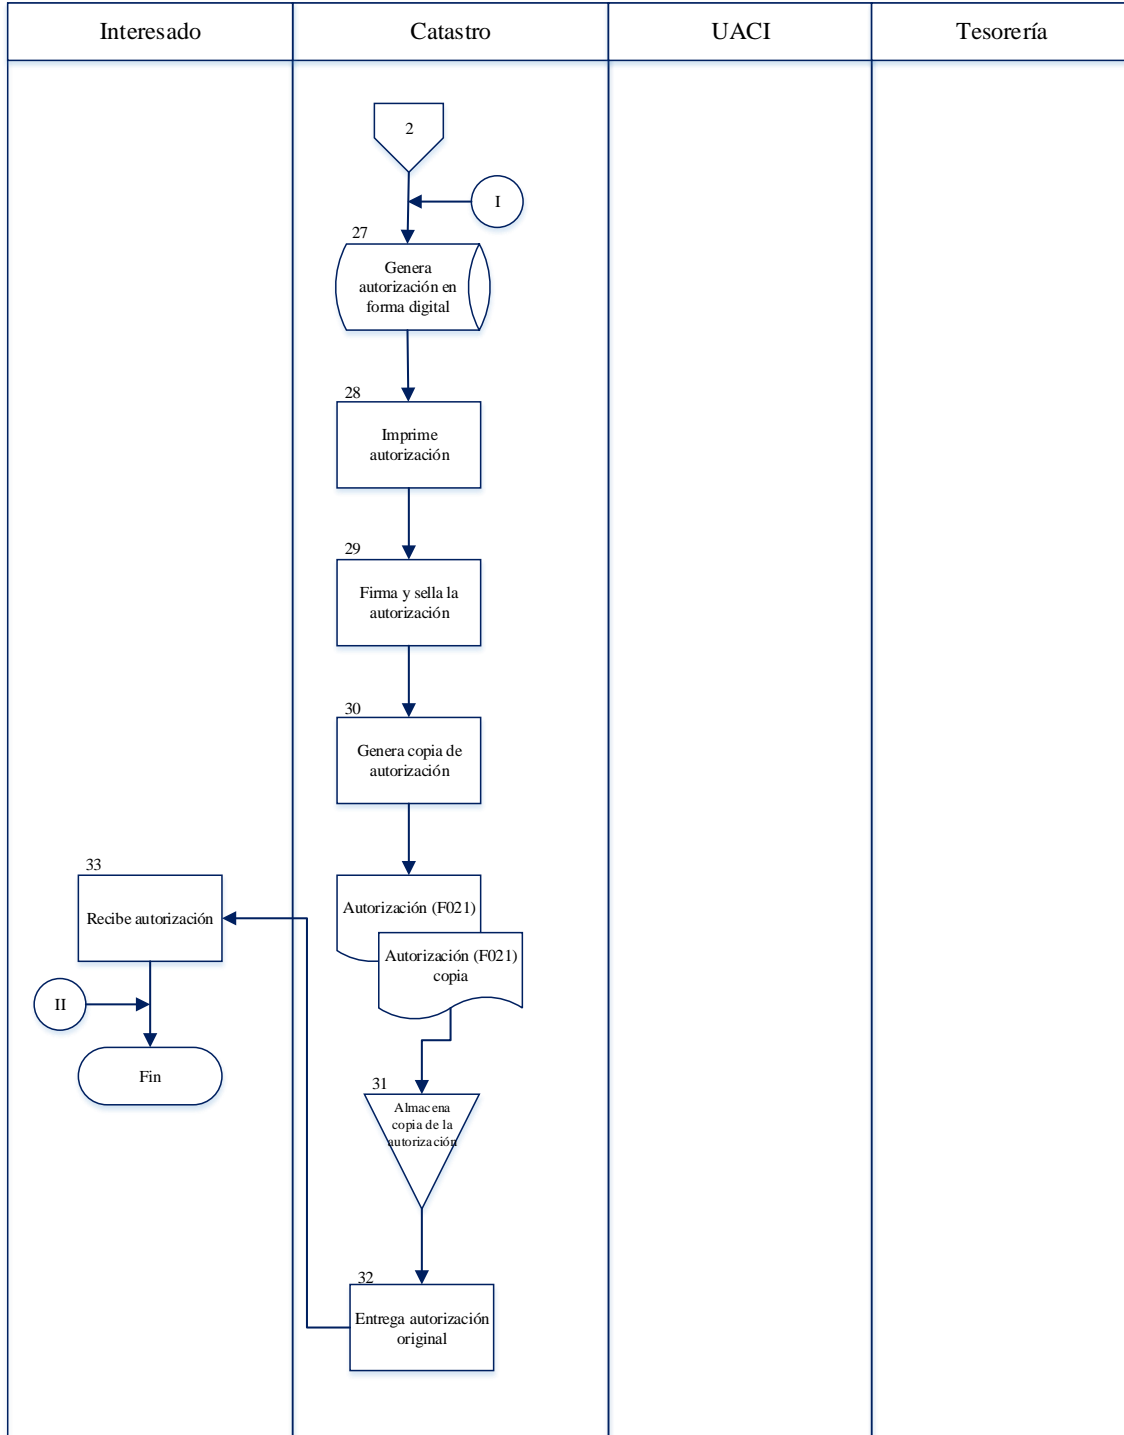 Interesado
Catastro
UACI
Tesorería
2
I
27
Genera
autorización en
forma digital
28
Imprime
autorización
29
Firma y sella la
autorización
30
Genera copia de
autorización
Autorización (F021)
Autorización (F021)
copia
31
Almacena
copia de la
autorización
32
Entrega autorización
original
33
Recibe autorización
II
Fin